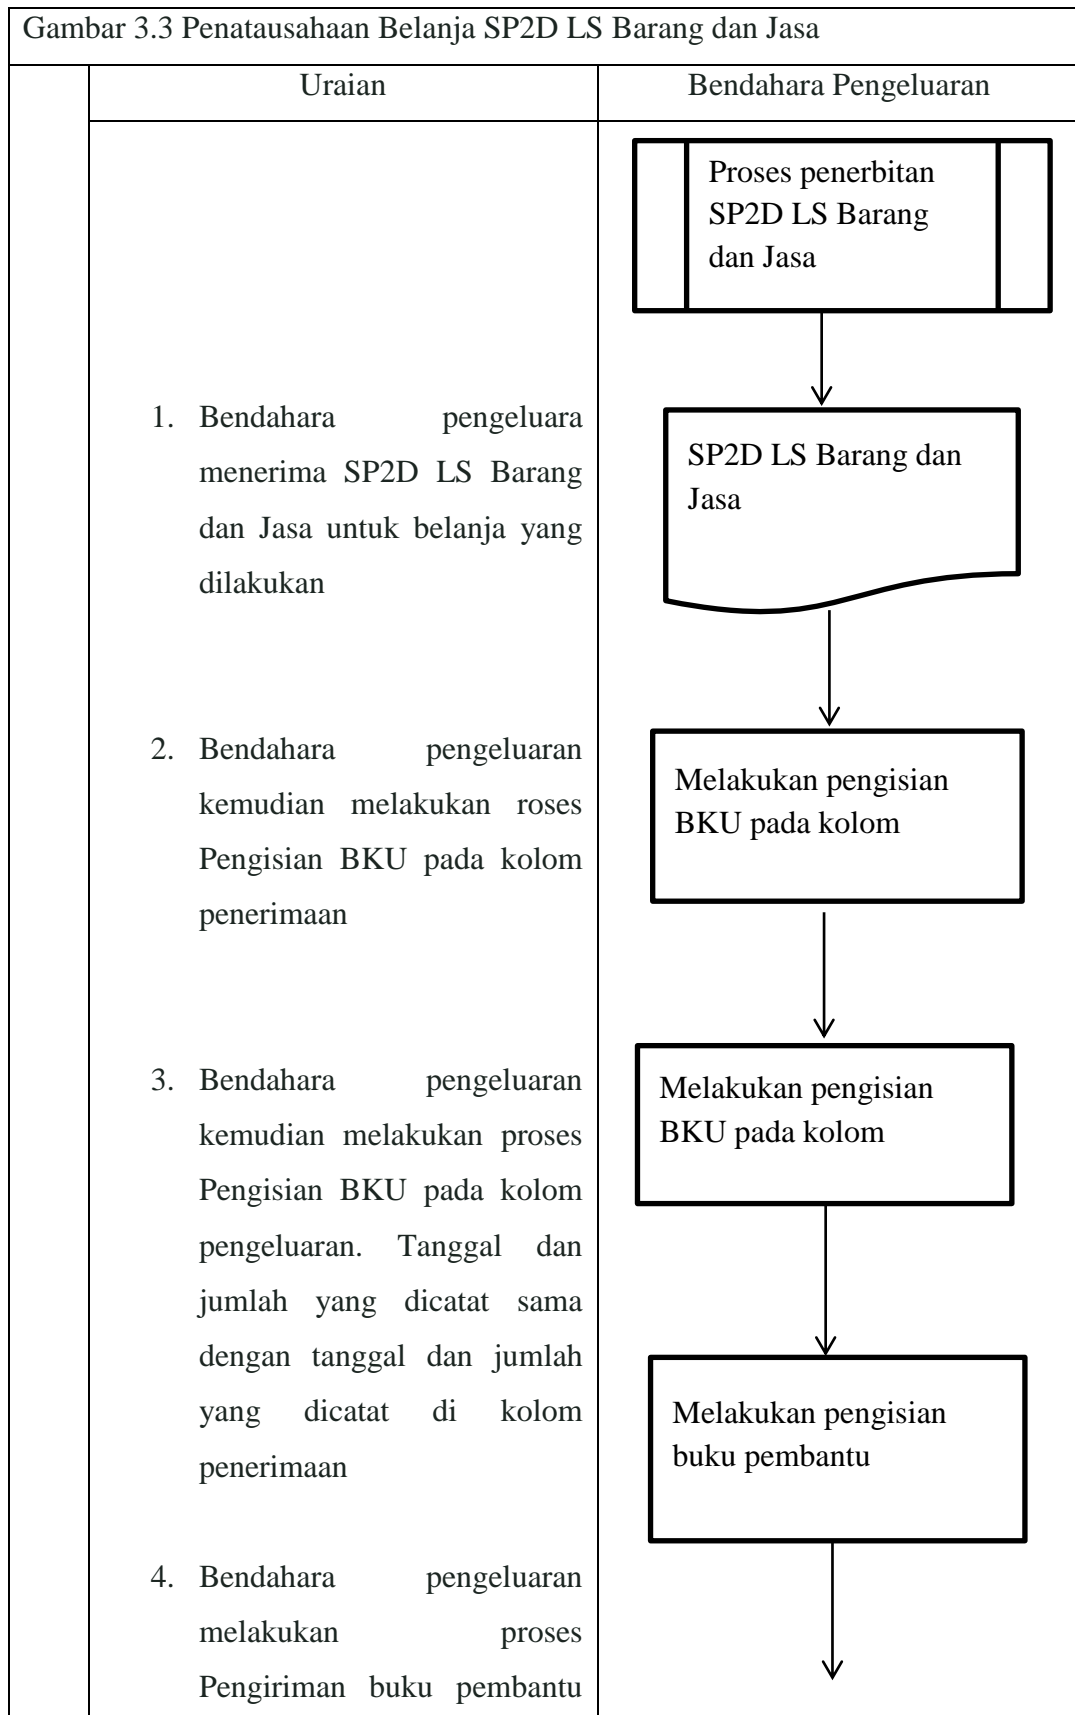 Gambar 3.3 Penatausahaan Belanja SP2D LS Barang dan Jasa
Uraian
Bendahara Pengeluaran
1. Bendahara pengeluara
menerima SP2D LS Barang
dan Jasa untuk belanja yang
dilakukan
2. Bendahara pengeluaran
kemudian melakukan roses
Pengisian BKU pada kolom
penerimaan
3. Bendahara pengeluaran
kemudian melakukan proses
Pengisian BKU pada kolom
pengeluaran. Tanggal dan
jumlah yang dicatat sama
dengan tanggal dan jumlah
yang dicatat di kolom
penerimaan
4. Bendahara pengeluaran
melakukan proses
Pengiriman buku pembantu
Proses penerbitan
SP2D LS Barang
dan Jasa
SP2D LS Barang dan
Jasa
Melakukan pengisian
BKU pada kolom
Melakukan pengisian
BKU pada kolom
Melakukan pengisian
buku pembantu